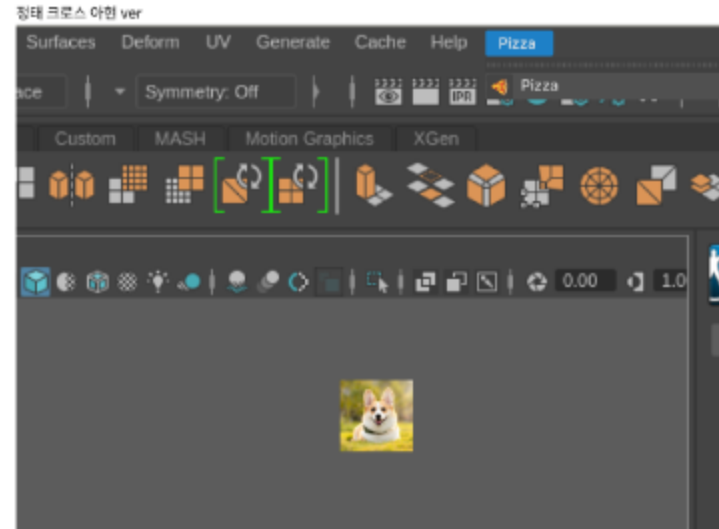 정태 크로스 아현 ver
Surfaces Deform UV Generate Cache Help Pizza
ace Symmetry: Off IPR Pizza
Custom MASH Motion Graphics XGen
0.00 1.0